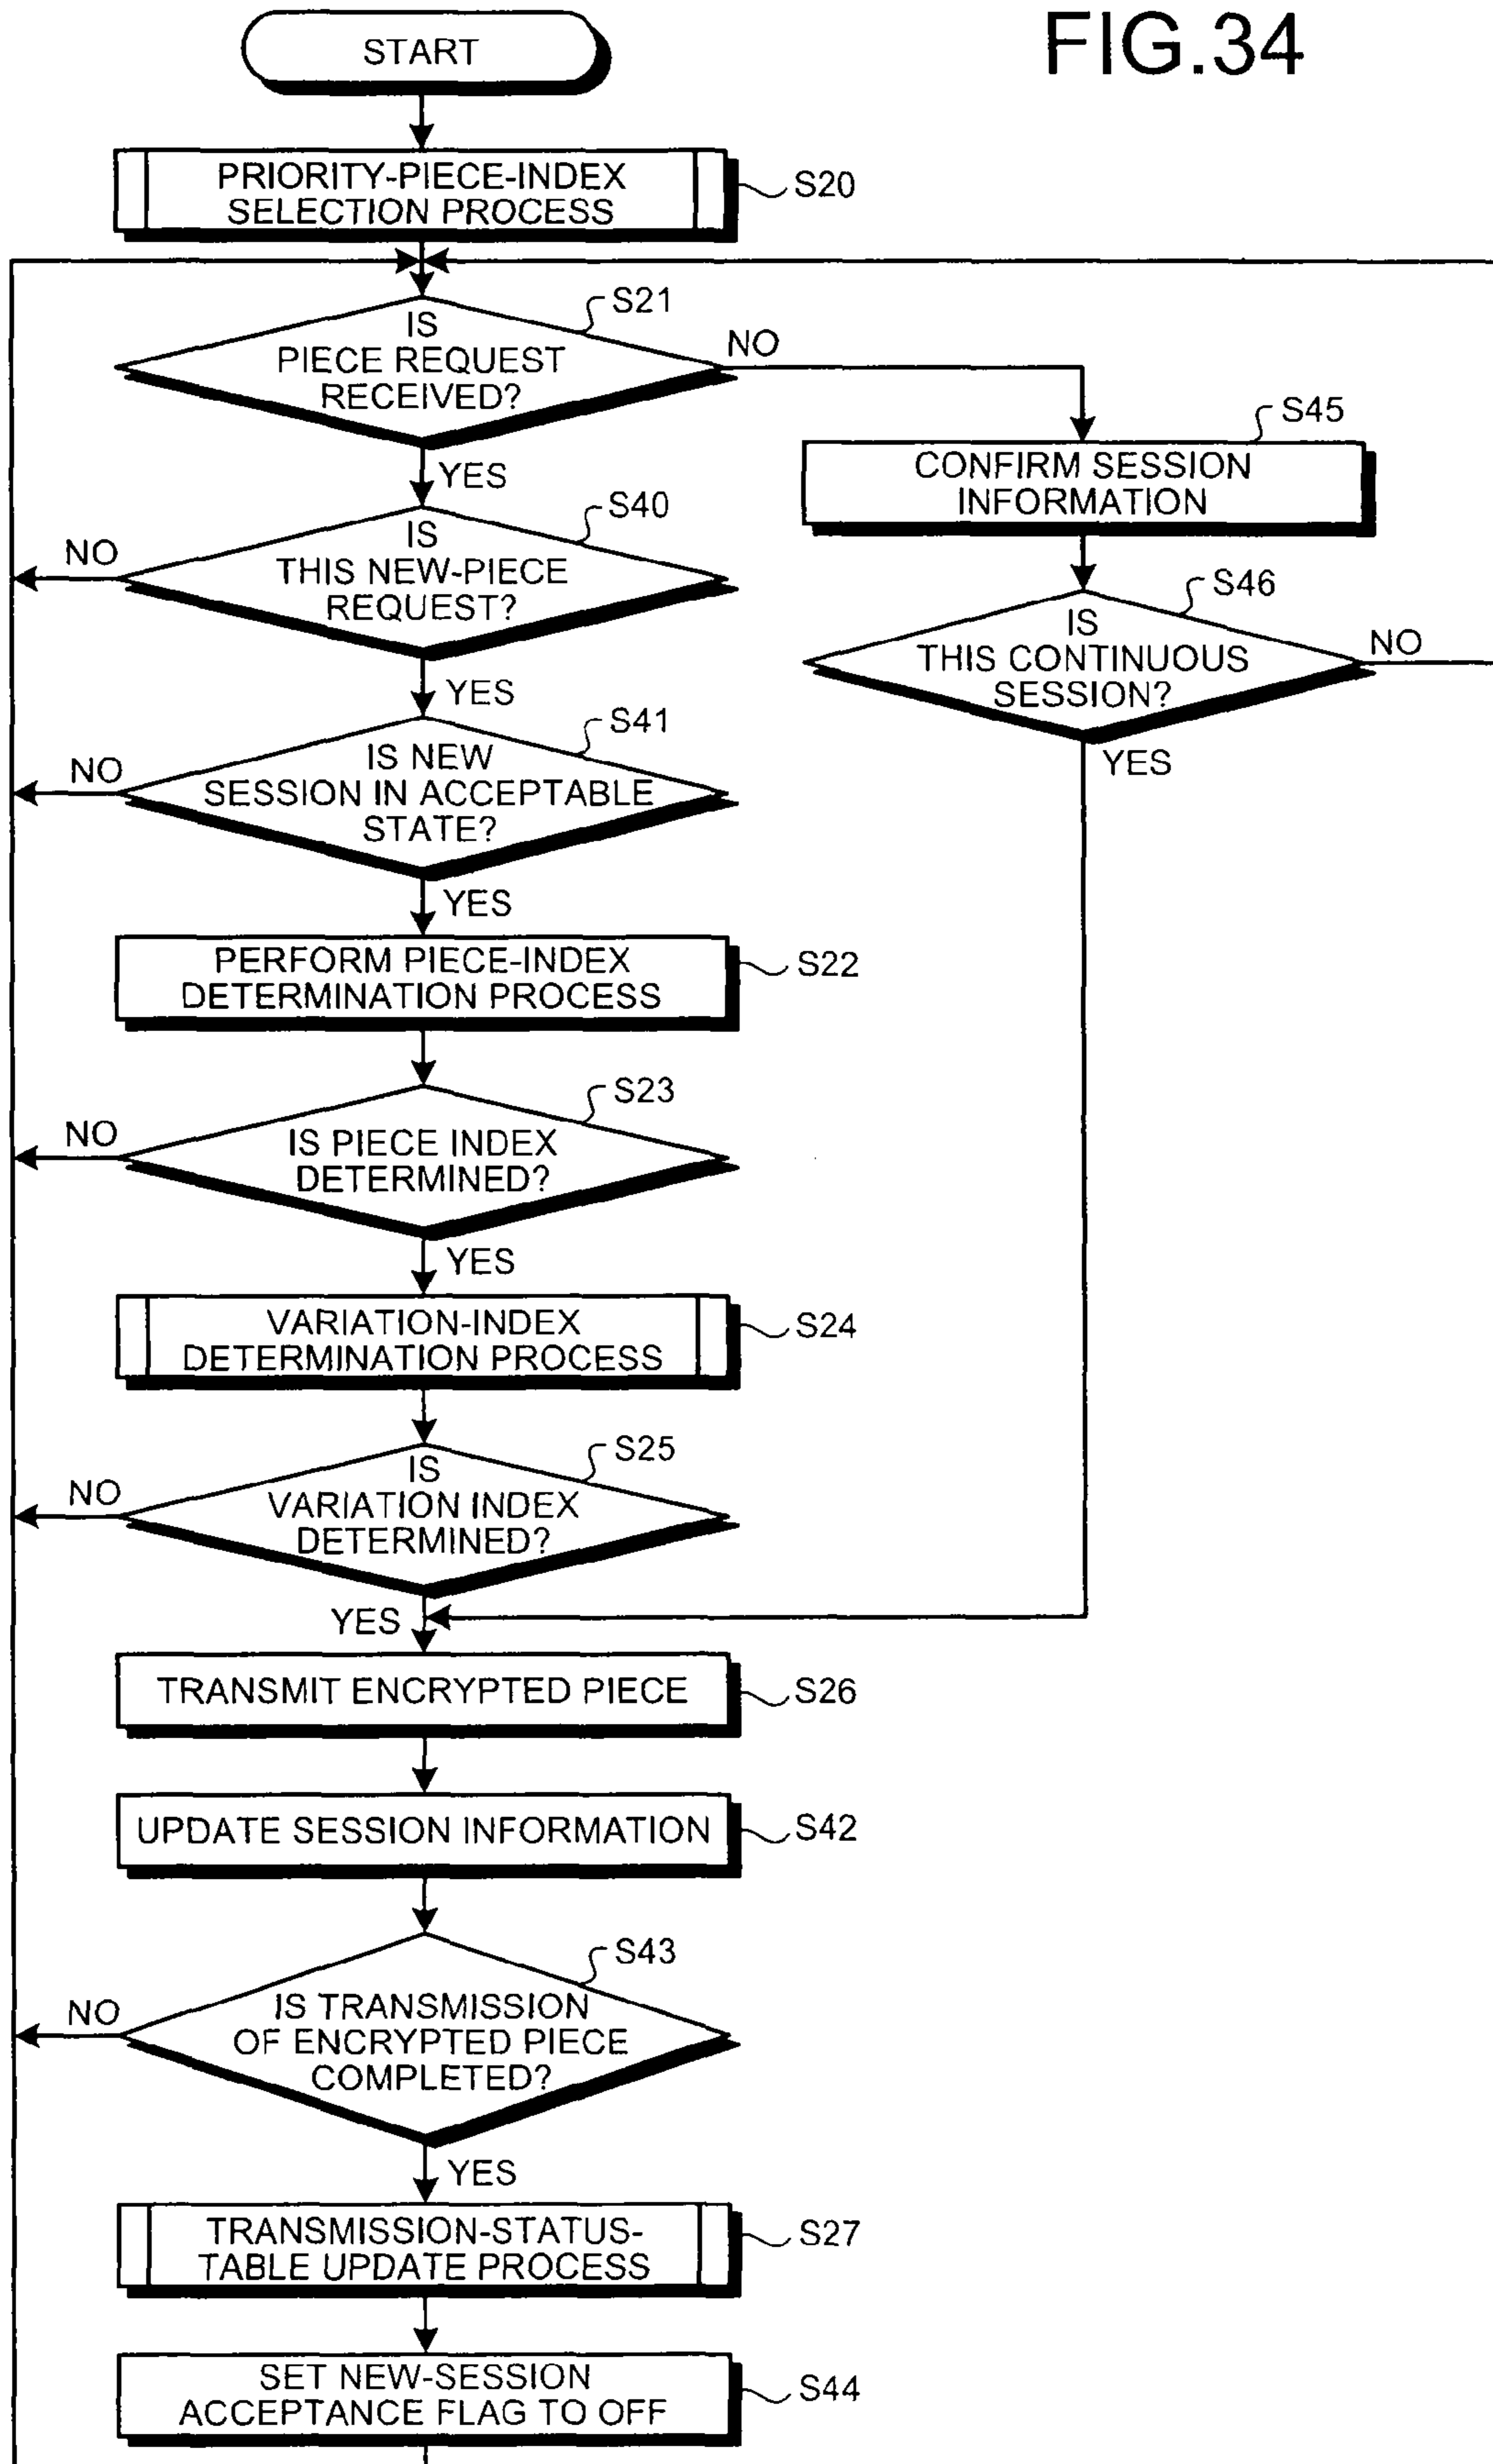 FIG.34
START
PRIORITY-PIECE-INDEX
SELECTION PROCESS
S20
S21
IS
PIECE REQUEST
RECEIVED?
NO
YES
S45
CONFIRM SESSION
INFORMATION
S40
IS
THIS NEW-PIECE
REQUEST?
NO
YES
S46
IS
THIS CONTINUOUS
SESSION?
NO
YES
S41
IS NEW
SESSION IN ACCEPTABLE
STATE?
NO
YES
PERFORM PIECE-INDEX
DETERMINATION PROCESS
S22
S23
IS PIECE INDEX
DETERMINED?
NO
YES
VARIATION-INDEX
DETERMINATION PROCESS
S24
S25
IS
VARIATION INDEX
DETERMINED?
NO
YES
TRANSMIT ENCRYPTED PIECE
S26
UPDATE SESSION INFORMATION
S42
S43
IS TRANSMISSION
OF ENCRYPTED PIECE
COMPLETED?
NO
YES
TRANSMISSION-STATUS-
TABLE UPDATE PROCESS
S27
SET NEW-SESSION
ACCEPTANCE FLAG TO OFF
S44